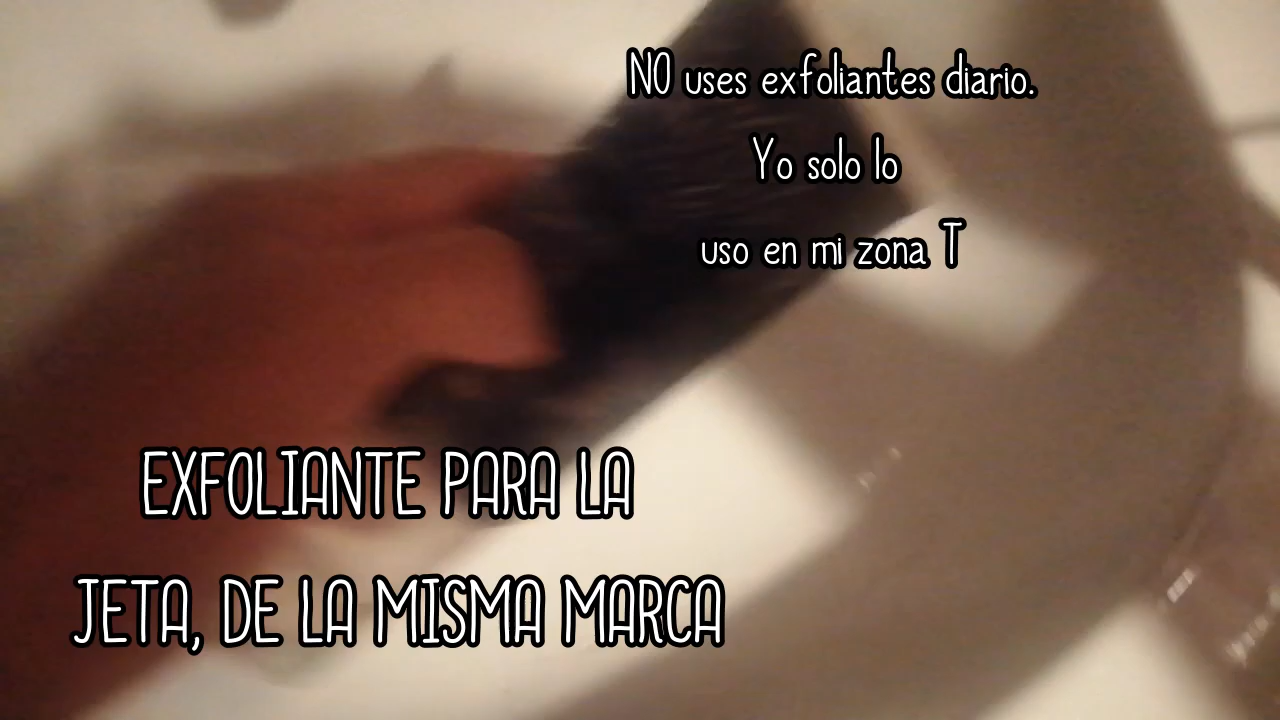 NO uses exfoliantes diario.
Yo solo lo
uso en mi zona T
EXFOLIANTE PARA LA
JETA, DE LA MISMA MARCA